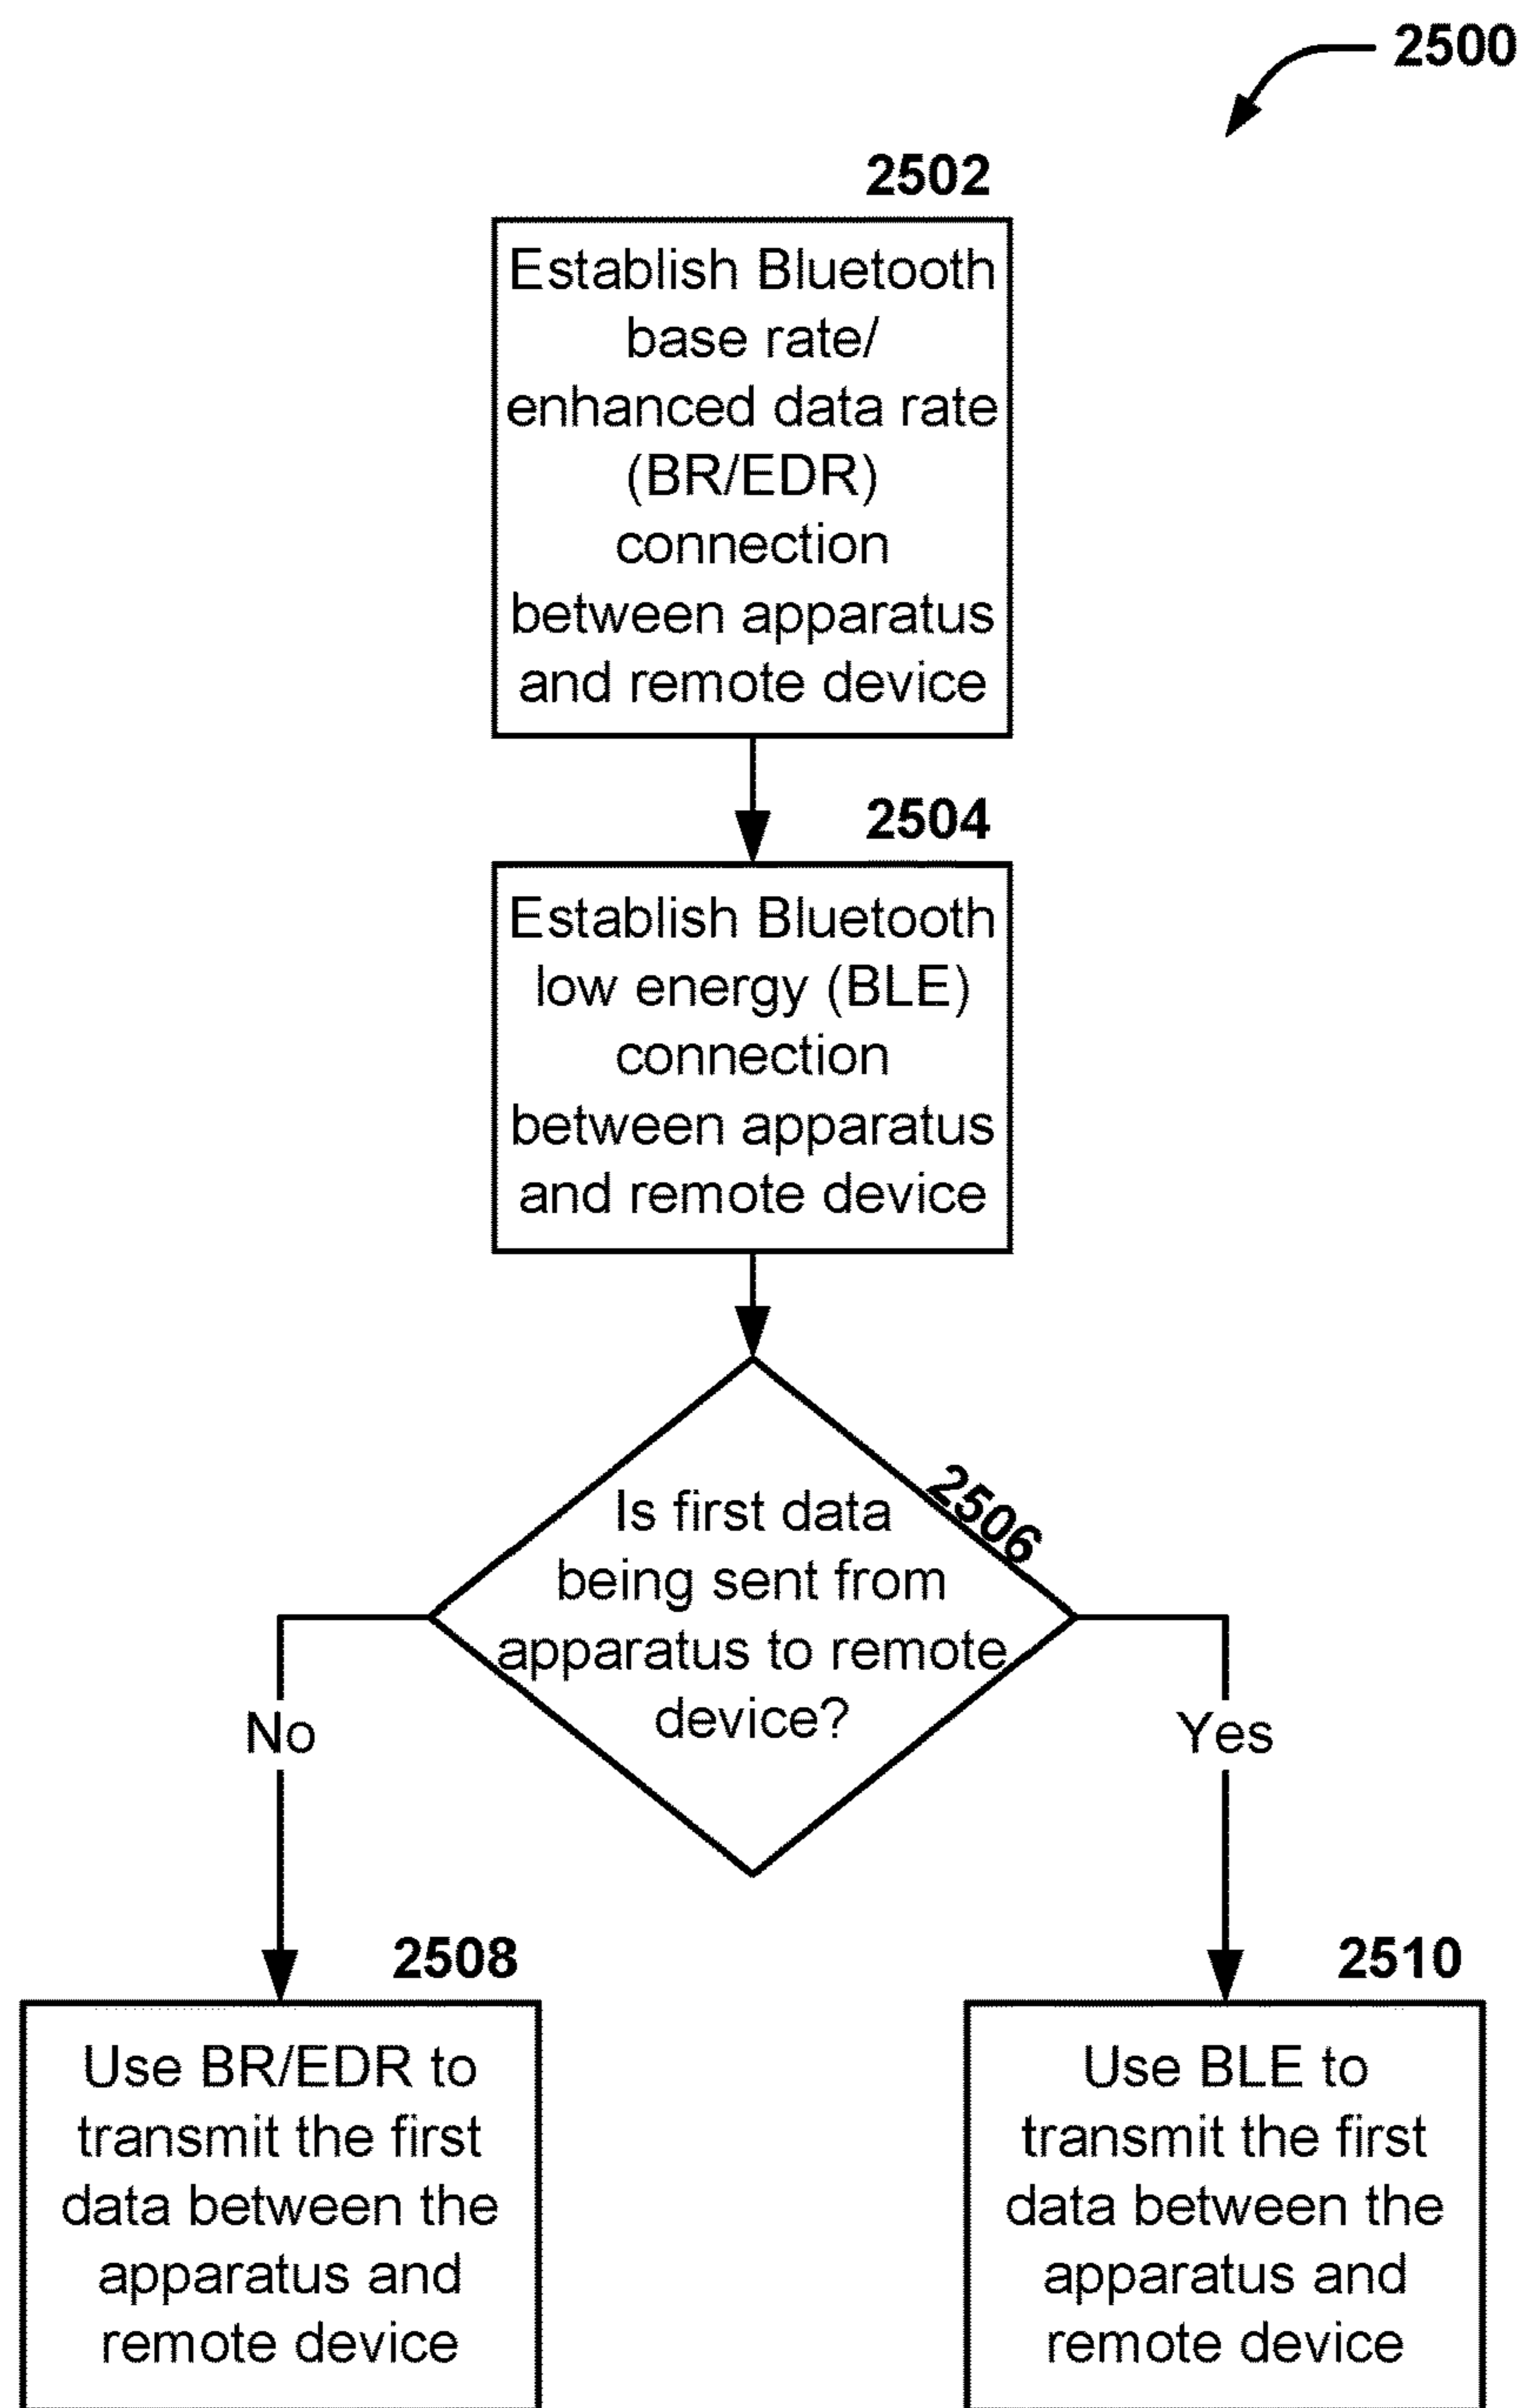 2500
2502
Establish Bluetooth
base rate/
enhanced data rate
(BR/EDR)
connection
between apparatus
and remote device
2504
Establish Bluetooth
low energy (BLE)
connection
between apparatus
and remote device
2506
Is first data
being sent from
apparatus to remote
device?
No
Yes
2508
Use BR/EDR to
transmit the first
data between the
apparatus and
remote device
2510
Use BLE to
transmit the first
data between the
apparatus and
remote device